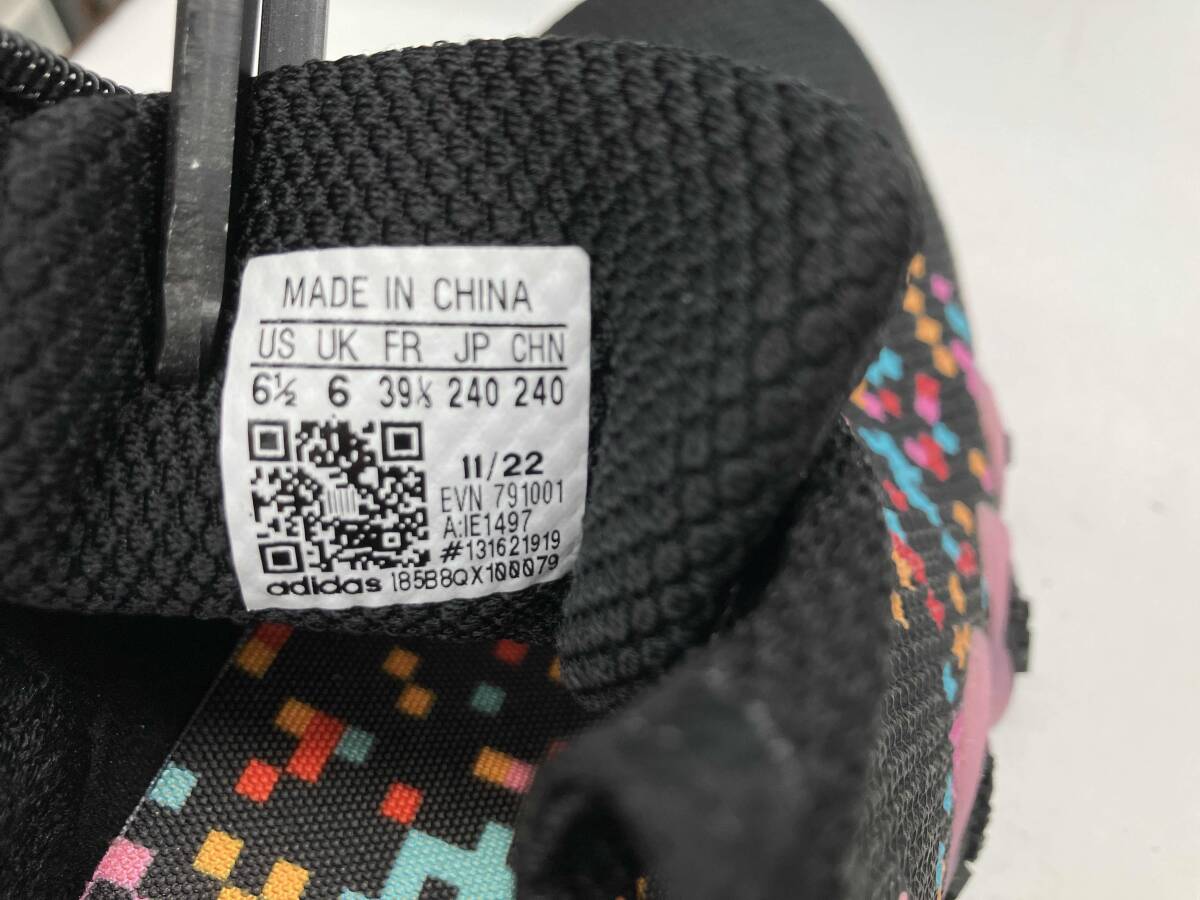 MADE IN CHINA
US UK FR JP CHN
6½ 6 39⅓ 240 240
11/22
EVN 791001
A:IE1497
#131621919
adidas 185B8QX100079